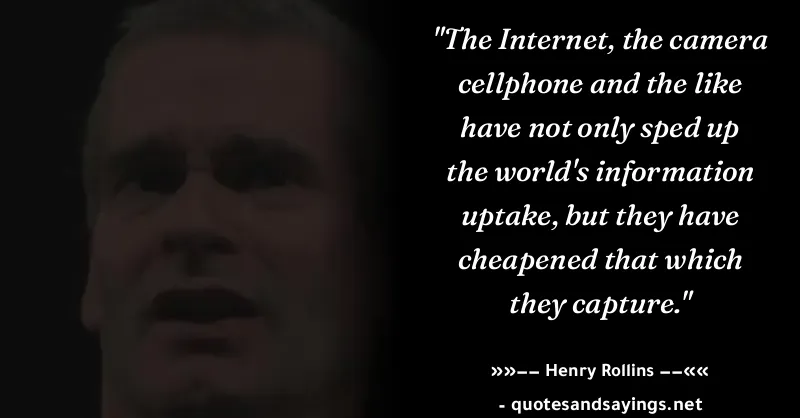 "The Internet, the camera
cellphone and the like
have not only sped up
the world's information
uptake, but they have
cheapened that which
they capture."
»»−− Henry Rollins −−««
- quotesandsayings.net